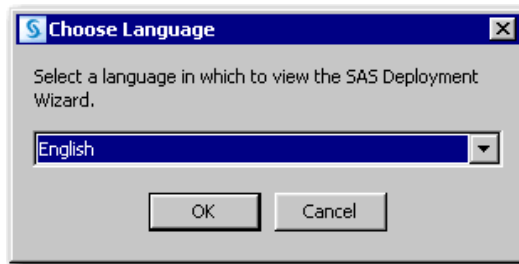 Choose Language
Select a language in which to view the SAS Deployment
Wizard.
English
OK
Cancel